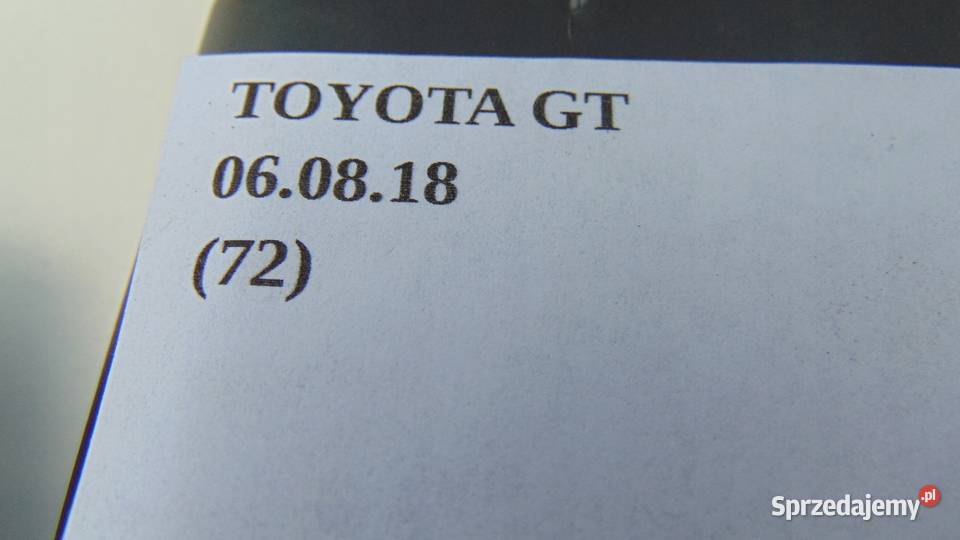 TOYOTA GT
06.08.18
(72)
Sprzedajemy.pl